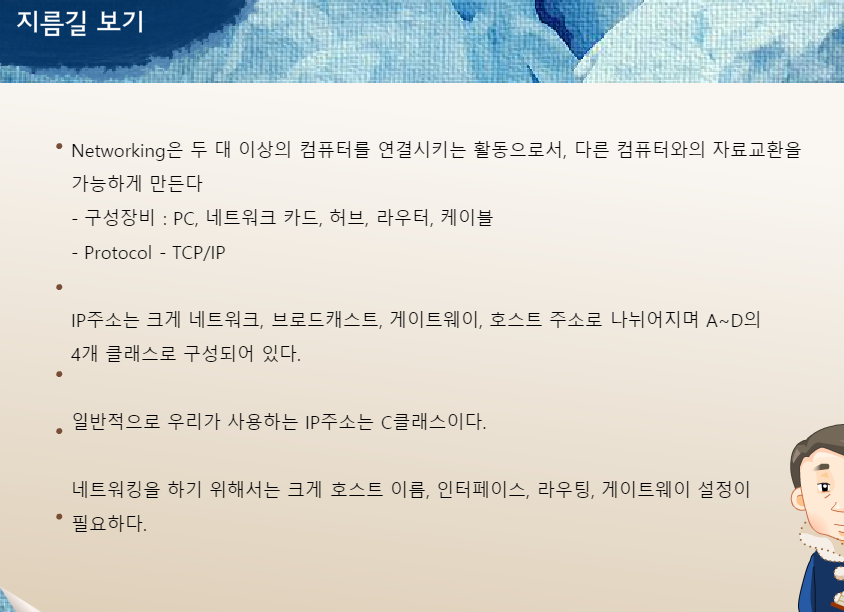 지름길 보기
• Networking은 두 대 이상의 컴퓨터를 연결시키는 활동으로서, 다른 컴퓨터와의 자료교환을
가능하게 만든다
- 구성장비 : PC, 네트워크 카드, 허브, 라우터, 케이블
- Protocol - TCP/IP
IP주소는 크게 네트워크, 브로드캐스트, 게이트웨이, 호스트 주소로 나뉘어지며 A~D의
4개 클래스로 구성되어 있다.
일반적으로 우리가 사용하는 IP주소는 C클래스이다.
네트워킹을 하기 위해서는 크게 호스트 이름, 인터페이스, 라우팅, 게이트웨이 설정이
필요하다.